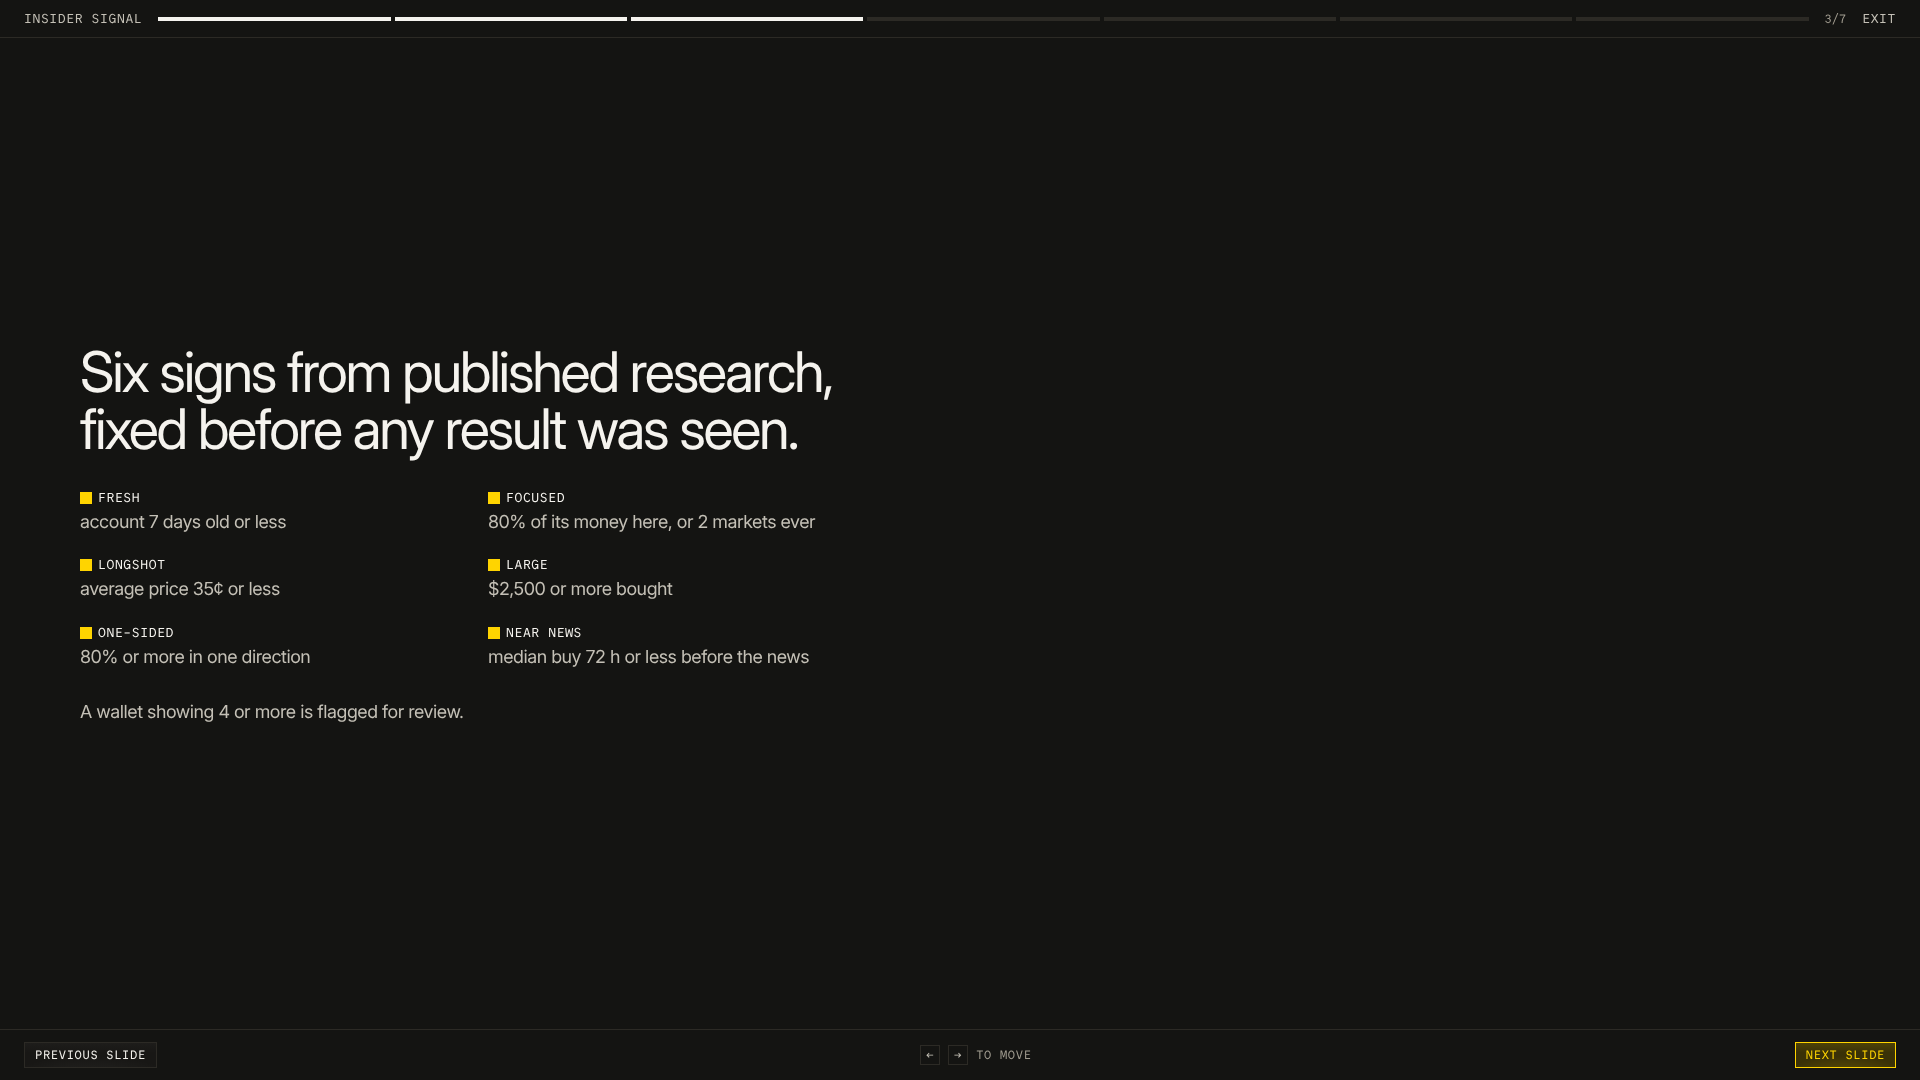 INSIDER SIGNAL
3/7 EXIT
Six signs from published research,
fixed before any result was seen.
FRESH
account 7 days old or less
FOCUSED
80% of its money here, or 2 markets ever
LONGSHOT
average price 35¢ or less
LARGE
$2,500 or more bought
ONE-SIDED
80% or more in one direction
NEAR NEWS
median buy 72 h or less before the news
A wallet showing 4 or more is flagged for review.
PREVIOUS SLIDE
← → TO MOVE
NEXT SLIDE